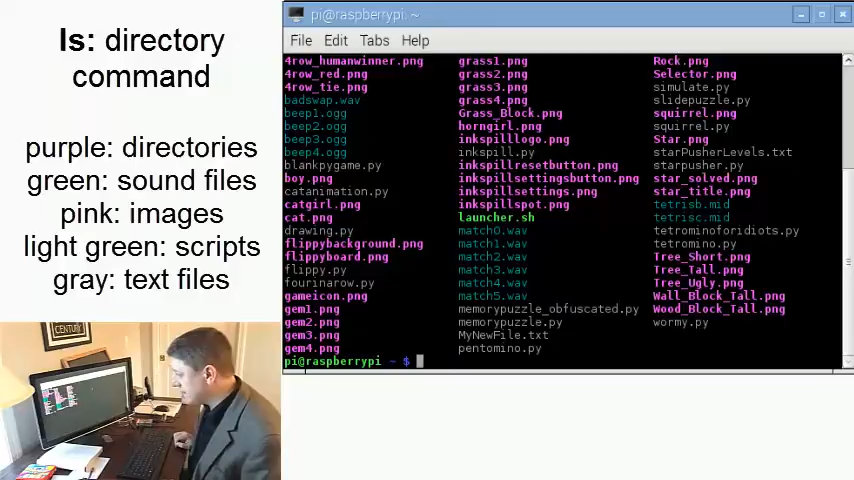 ls: directory
command
purple: directories
green: sound files
pink: images
light green: scripts
gray: text files
pi@raspberrypi: ~
File Edit Tabs Help
4row_humanwinner.png grass1.png Rock.png
4row_red.png grass2.png Selector.png
4row_tie.png grass3.png simulate.py
badswap.wav grass4.png slidepuzzle.py
beep1.ogg Grass_Block.png squirrel.png
beep2.ogg horngirl.png squirrel.py
beep3.ogg inkspilllogo.png Star.png
beep4.ogg inkspill.py starPusherLevels.txt
blankpygame.py inkspillresetbutton.png starpusher.py
boy.png inkspillsettingsbutton.png star_solved.png
catanimation.py inkspillsettings.png star_title.png
catgirl.png inkspillspot.png tetrisb.mid
cat.png launcher.sh tetrisc.mid
drawing.py match0.wav tetrominoforidiots.py
flippybackground.png match1.wav tetromino.py
flippyboard.png match2.wav Tree_Short.png
flippy.py match3.wav Tree_Tall.png
fourinarow.py match4.wav Tree_Ugly.png
gameicon.png match5.wav Wall_Block_Tall.png
gem1.png memorypuzzle_obfuscated.py Wood_Block_Tall.png
gem2.png memorypuzzle.py wormy.py
gem3.png MyNewFile.txt
gem4.png pentomino.py
pi@raspberrypi ~ $
CENTURY